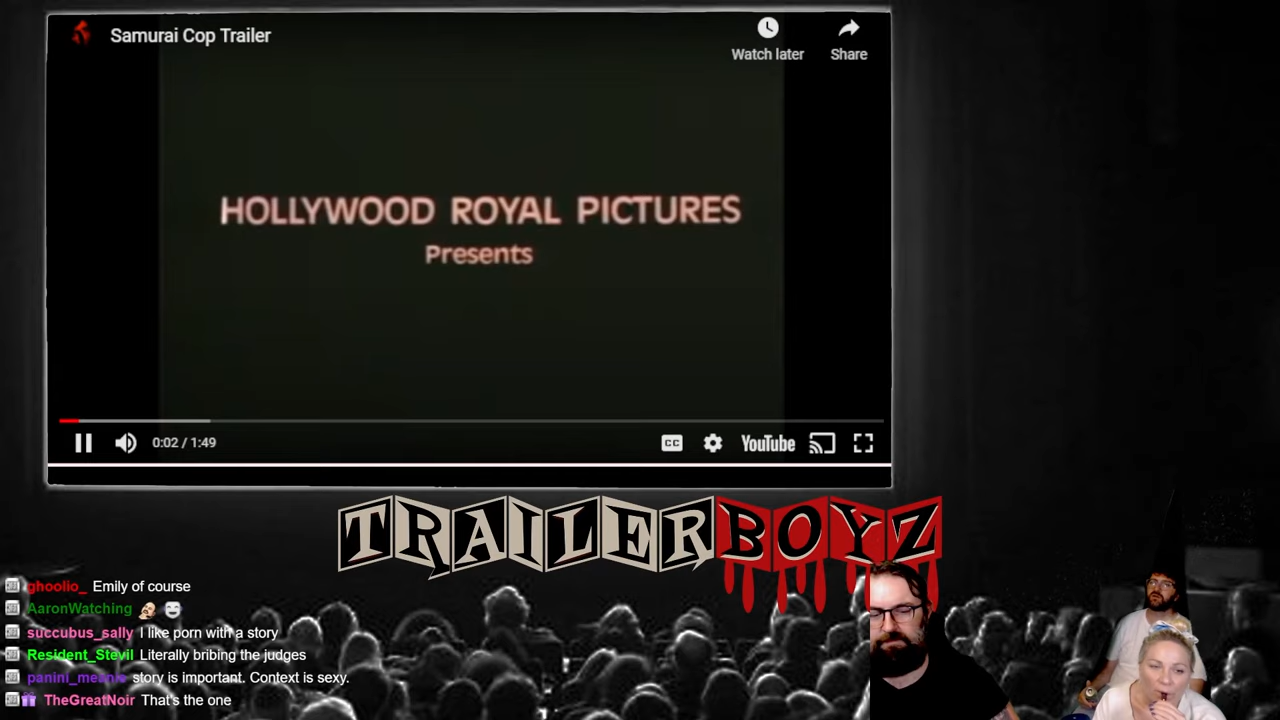 Samurai Cop Trailer
Watch later
Share
HOLLYWOOD ROYAL PICTURES
Presents
0:02 / 1:49
CC
YouTube
TRAILERBOYZ
ghoolio_ Emily of course
AaronWatching
succubus_sally I like porn with a story
Resident_Stevil Literally bribing the judges
story is important. Context is sexy.
TheGreatNoir That's the one